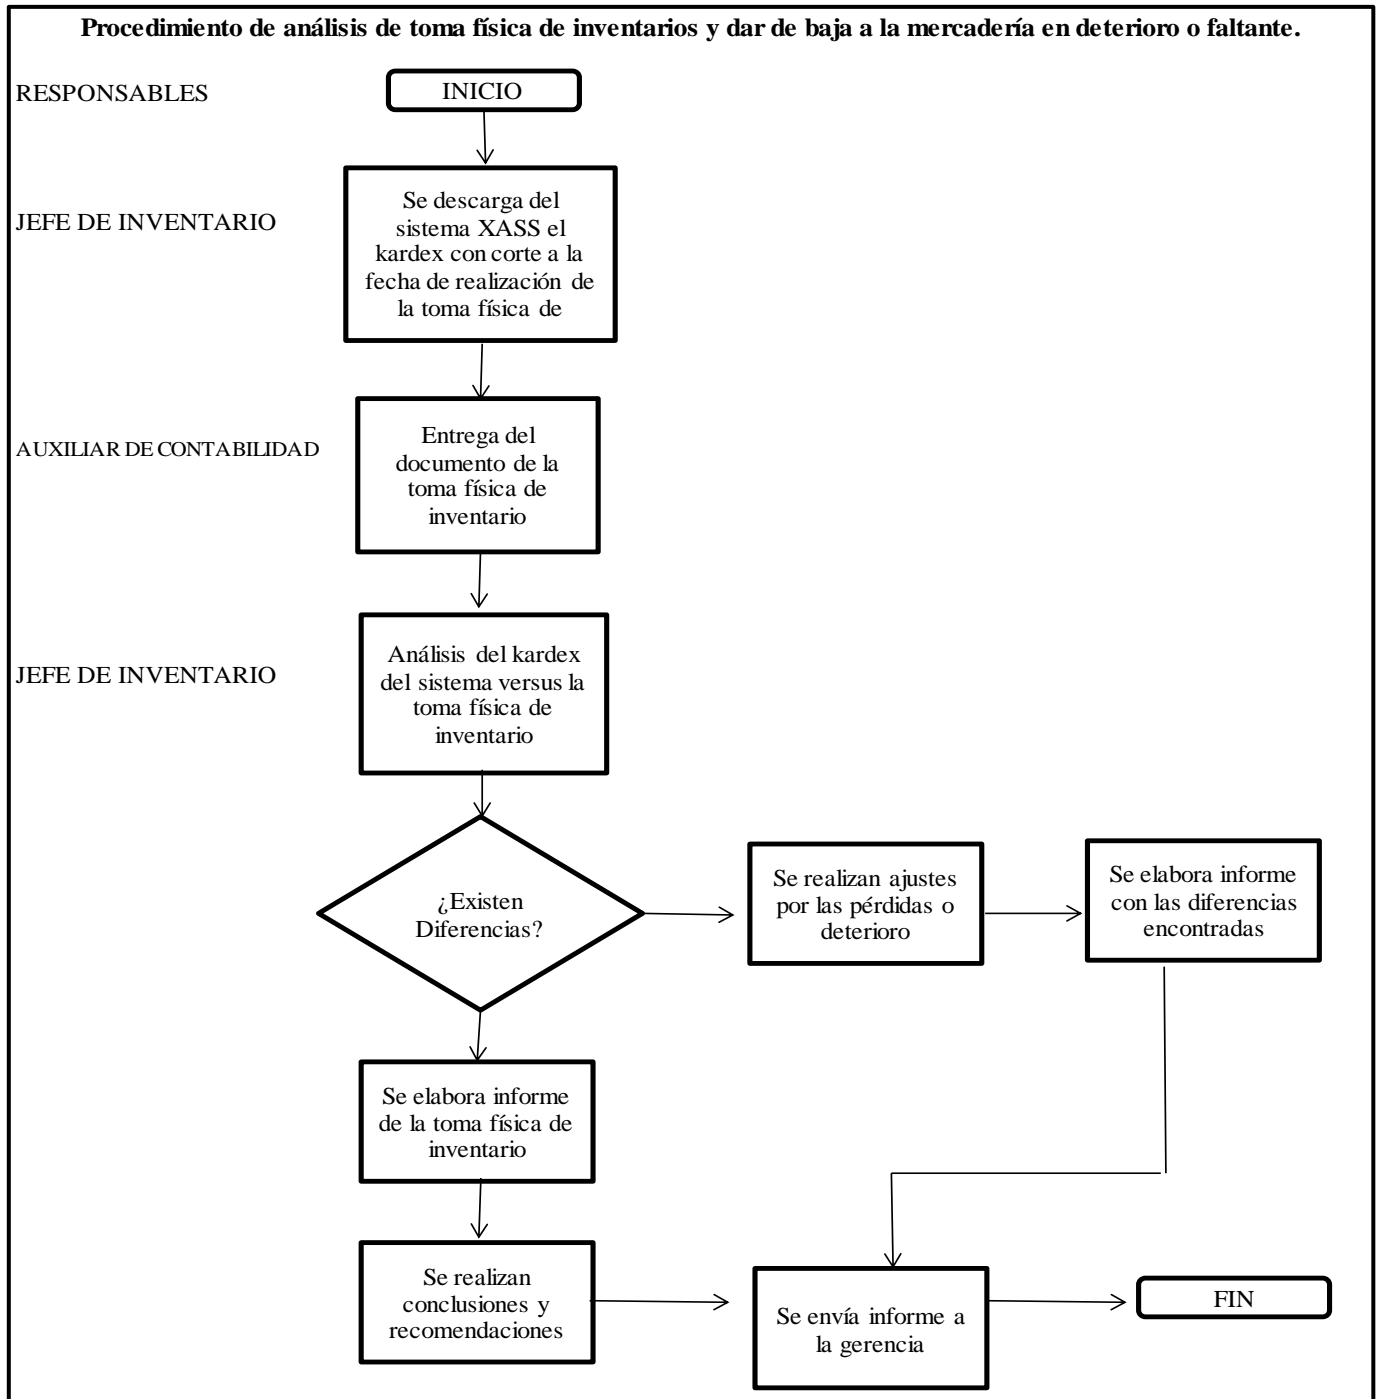 Procedimiento de análisis de toma física de inventarios y dar de baja a la mercadería en deterioro o faltante.
RESPONSABLES
INICIO
JEFE DE INVENTARIO
Se descarga del
sistema XASS el
kardex con corte a la
fecha de realización de
la toma física de
AUXILIAR DE CONTABILIDAD
Entrega del
documento de la
toma física de
inventario
JEFE DE INVENTARIO
Análisis del kardex
del sistema versus la
toma física de
inventario
¿Existen
Diferencias?
Se realizan ajustes
por las pérdidas o
deterioro
Se elabora informe
con las diferencias
encontradas
Se elabora informe
de la toma física de
inventario
Se realizan
conclusiones y
recomendaciones
Se envía informe a
la gerencia
FIN